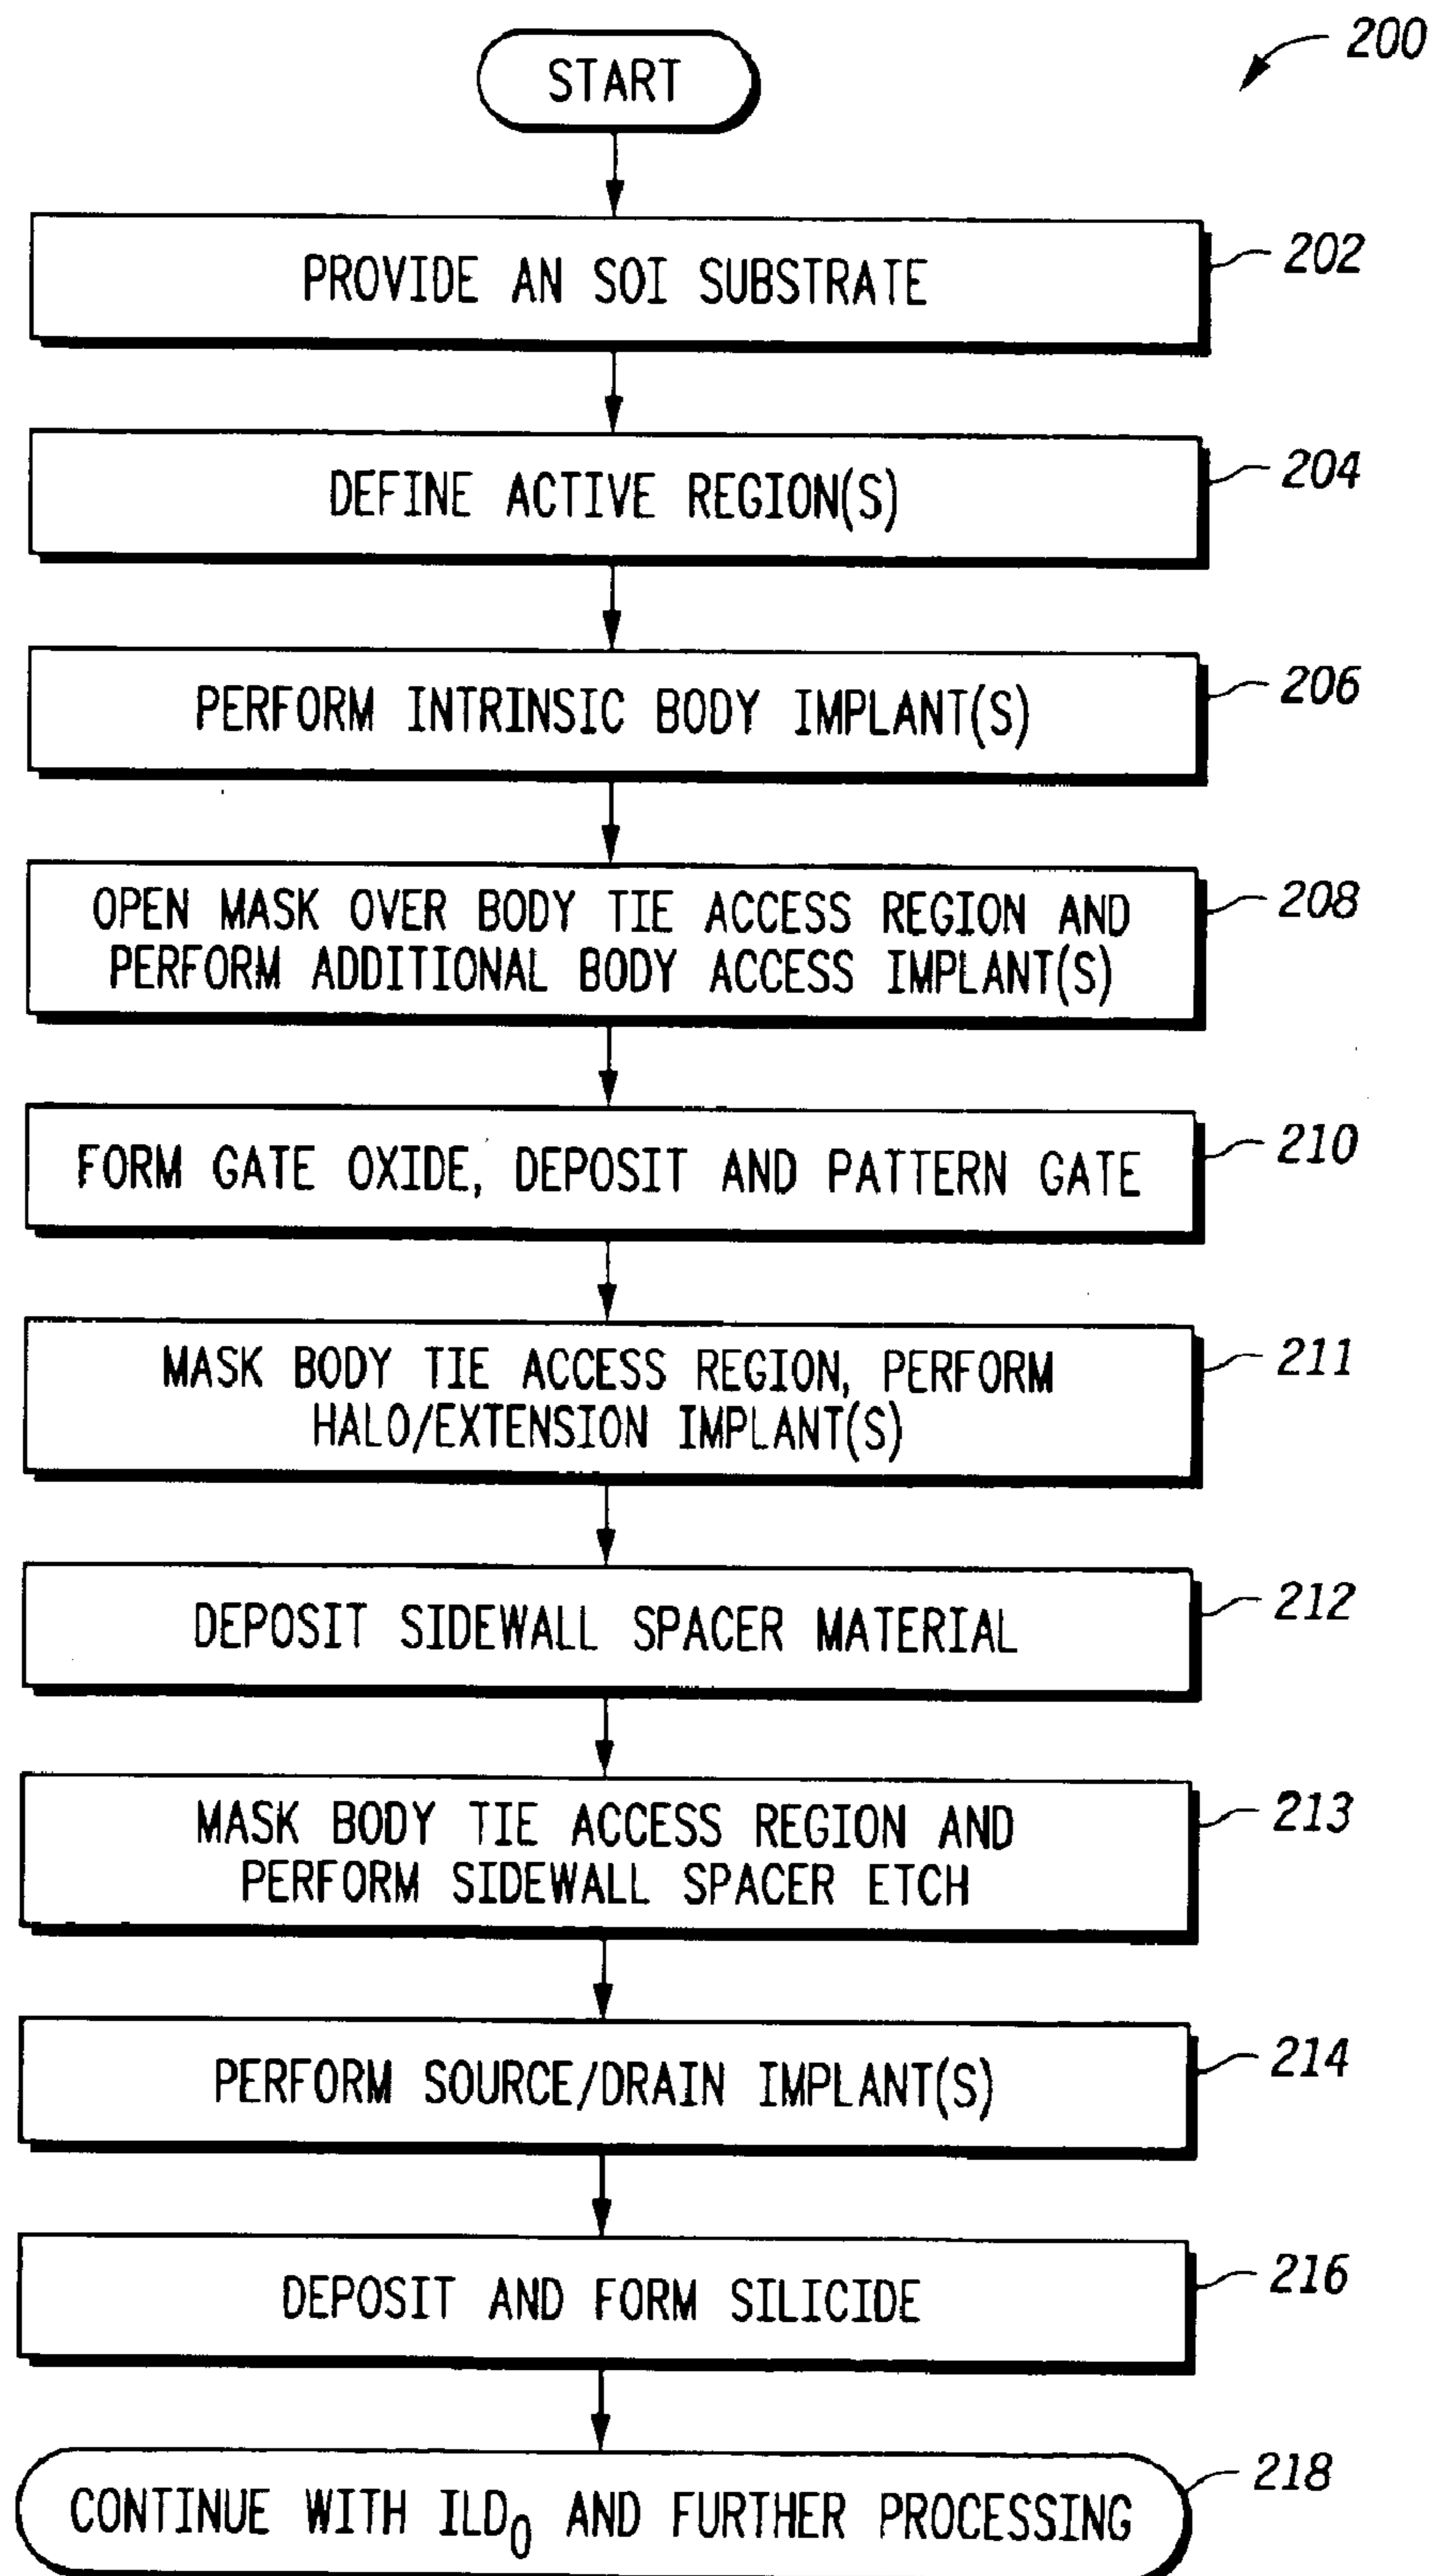 200
START
PROVIDE AN SOI SUBSTRATE
202
DEFINE ACTIVE REGION(S)
204
PERFORM INTRINSIC BODY IMPLANT(S)
206
OPEN MASK OVER BODY TIE ACCESS REGION AND
PERFORM ADDITIONAL BODY ACCESS IMPLANT(S)
208
FORM GATE OXIDE, DEPOSIT AND PATTERN GATE
210
MASK BODY TIE ACCESS REGION, PERFORM
HALO/EXTENSION IMPLANT(S)
211
DEPOSIT SIDEWALL SPACER MATERIAL
212
MASK BODY TIE ACCESS REGION AND
PERFORM SIDEWALL SPACER ETCH
213
PERFORM SOURCE/DRAIN IMPLANT(S)
214
DEPOSIT AND FORM SILICIDE
216
CONTINUE WITH ILD₀ AND FURTHER PROCESSING
218